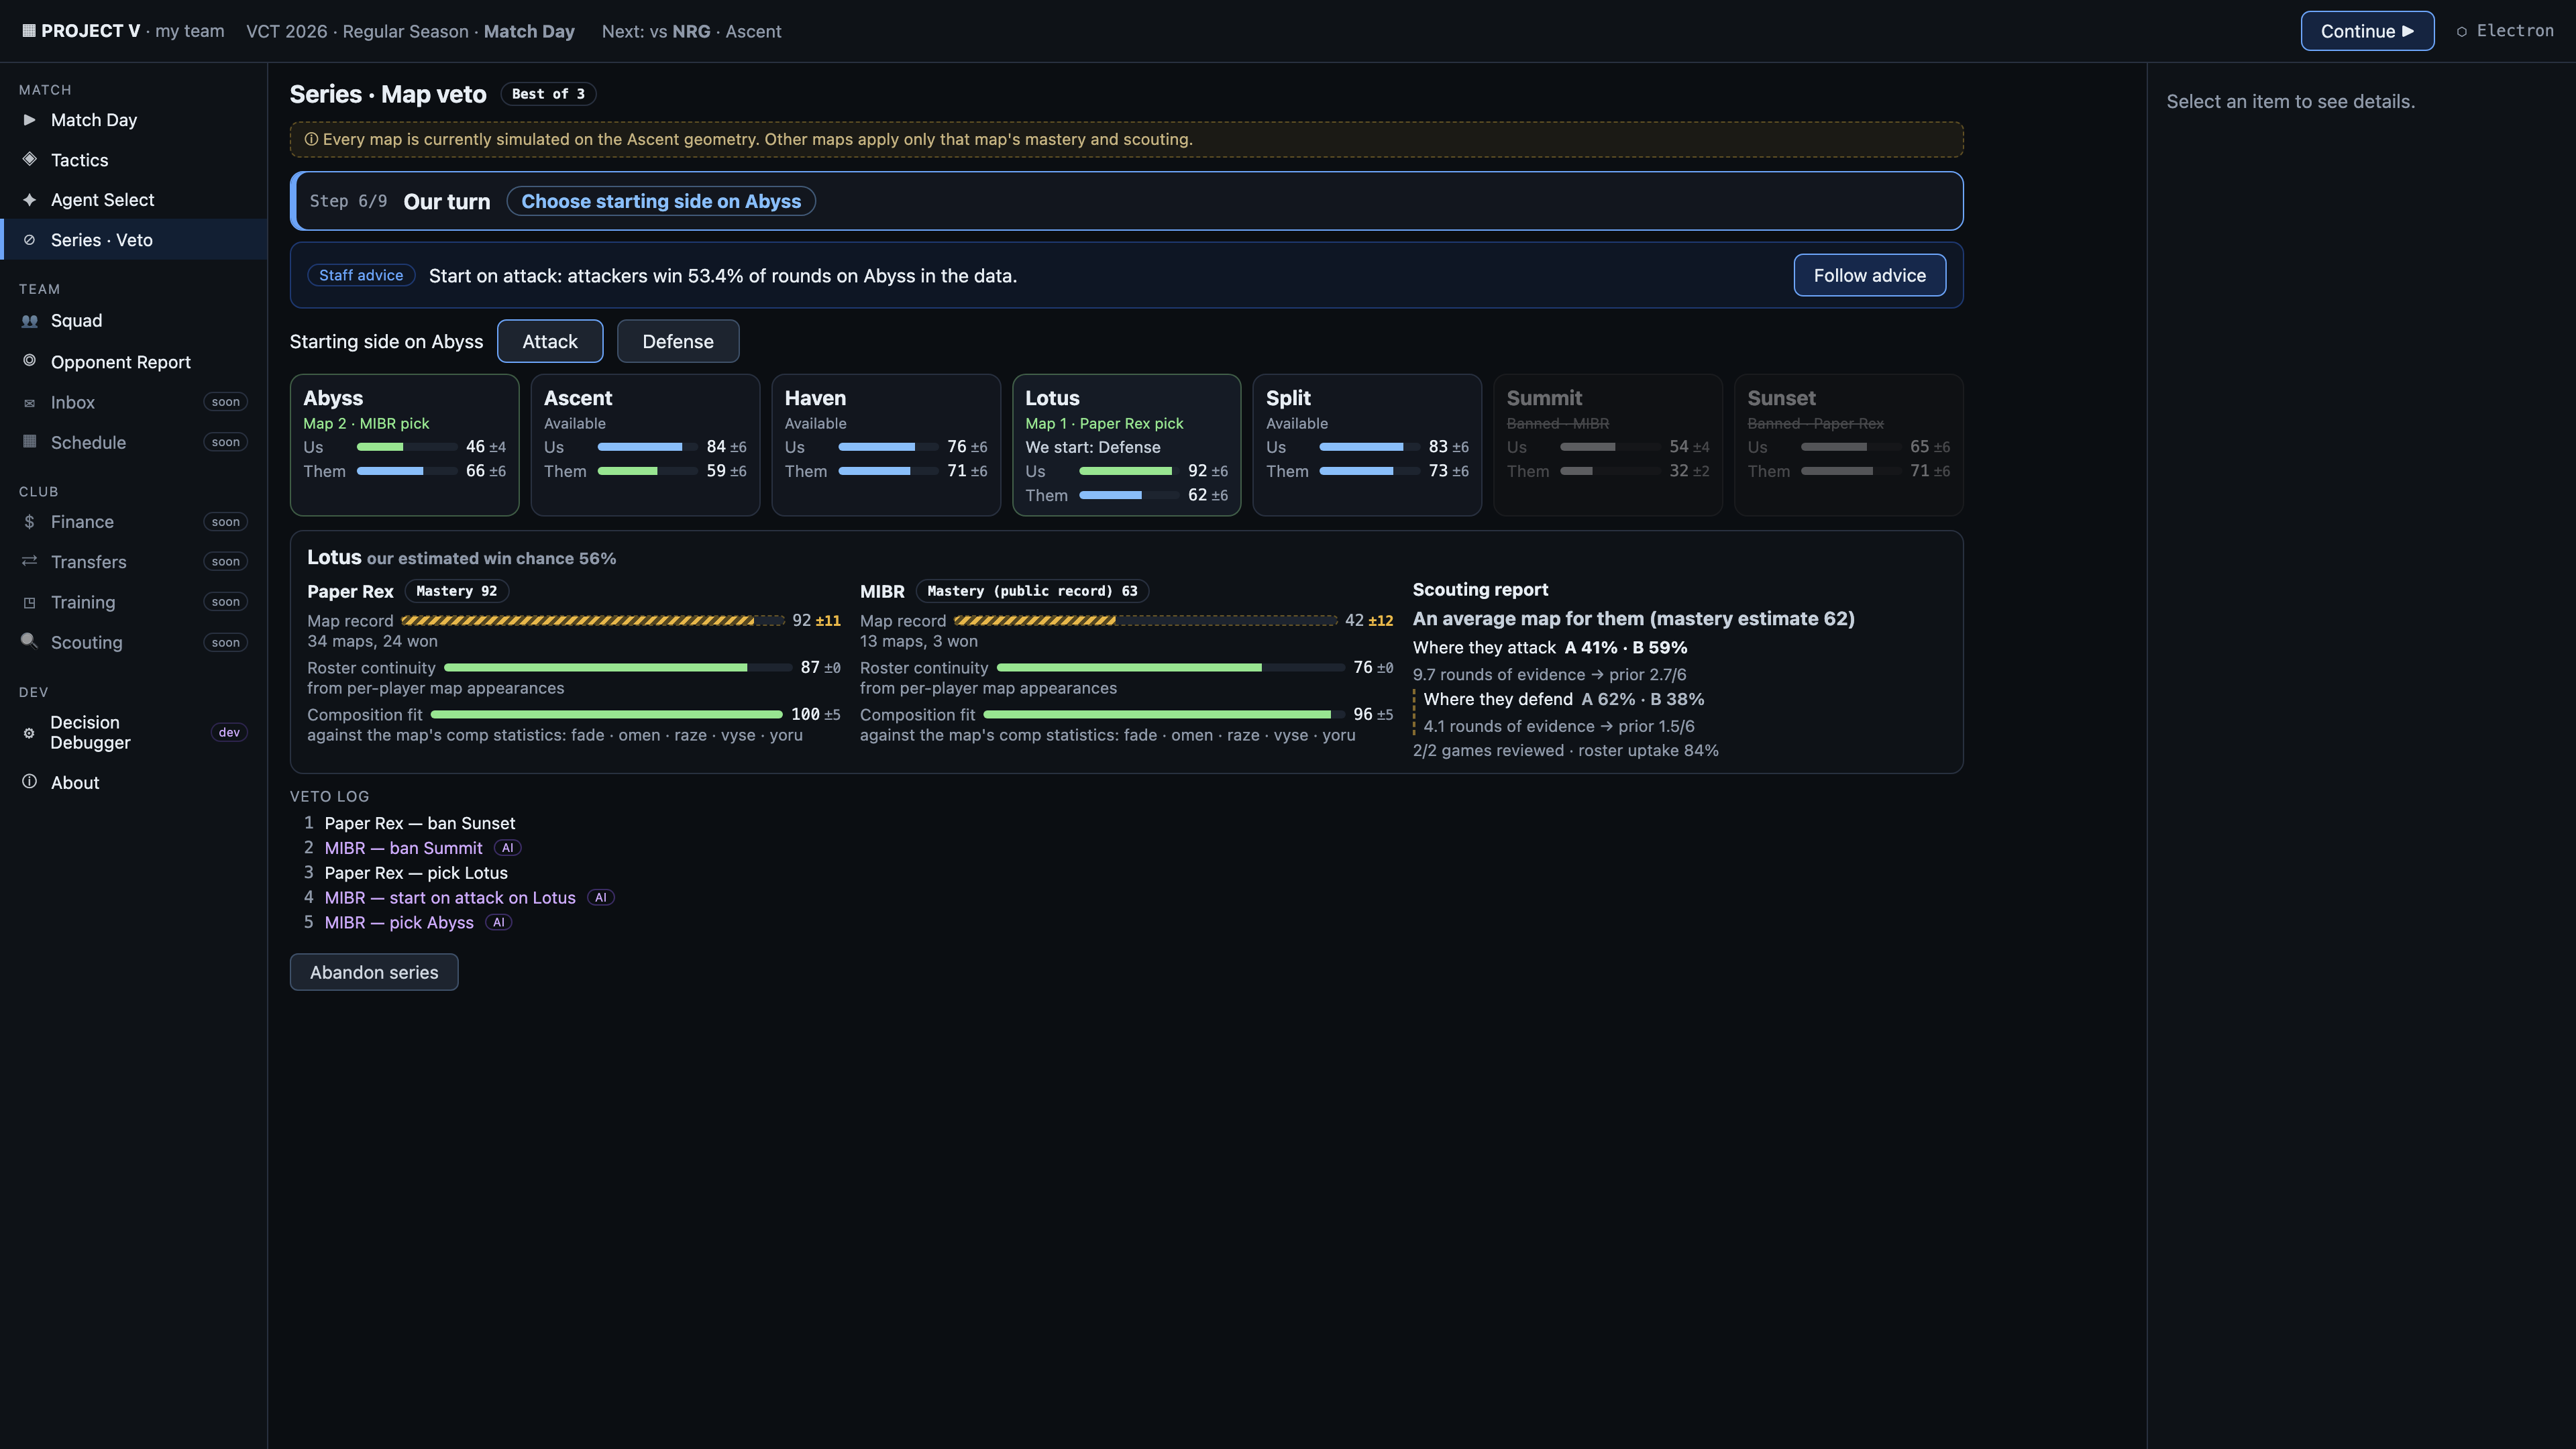 PROJECT V · my team VCT 2026 · Regular Season · Match Day Next: vs NRG · Ascent Continue ▶ Electron
MATCH
Match Day
Tactics
Agent Select
Series · Veto
TEAM
Squad
Opponent Report
Inbox soon
Schedule soon
CLUB
Finance soon
Transfers soon
Training soon
Scouting soon
DEV
Decision
Debugger dev
About
Series · Map veto Best of 3
Every map is currently simulated on the Ascent geometry. Other maps apply only that map's mastery and scouting.
Step 6/9 Our turn Choose starting side on Abyss
Staff advice Start on attack: attackers win 53.4% of rounds on Abyss in the data. Follow advice
Starting side on Abyss Attack Defense
Abyss
Map 2 · MIBR pick
Us 46 ±4
Them 66 ±6
Ascent
Available
Us 84 ±6
Them 59 ±6
Haven
Available
Us 76 ±6
Them 71 ±6
Lotus
Map 1 · Paper Rex pick
We start: Defense
Us 92 ±6
Them 62 ±6
Split
Available
Us 83 ±6
Them 73 ±6
Summit
Banned · MIBR
Us 54 ±4
Them 32 ±2
Sunset
Banned · Paper Rex
Us 65 ±6
Them 71 ±6
Lotus our estimated win chance 56%
Paper Rex Mastery 92
Map record 92 ±11
34 maps, 24 won
Roster continuity 87 ±0
from per-player map appearances
Composition fit 100 ±5
against the map's comp statistics: fade · omen · raze · vyse · yoru
MIBR Mastery (public record) 63
Map record 42 ±12
13 maps, 3 won
Roster continuity 76 ±0
from per-player map appearances
Composition fit 96 ±5
against the map's comp statistics: fade · omen · raze · vyse · yoru
Scouting report
An average map for them (mastery estimate 62)
Where they attack A 41% · B 59%
9.7 rounds of evidence → prior 2.7/6
Where they defend A 62% · B 38%
4.1 rounds of evidence → prior 1.5/6
2/2 games reviewed · roster uptake 84%
VETO LOG
1 Paper Rex — ban Sunset
2 MIBR — ban Summit AI
3 Paper Rex — pick Lotus
4 MIBR — start on attack on Lotus AI
5 MIBR — pick Abyss AI
Abandon series
Select an item to see details.